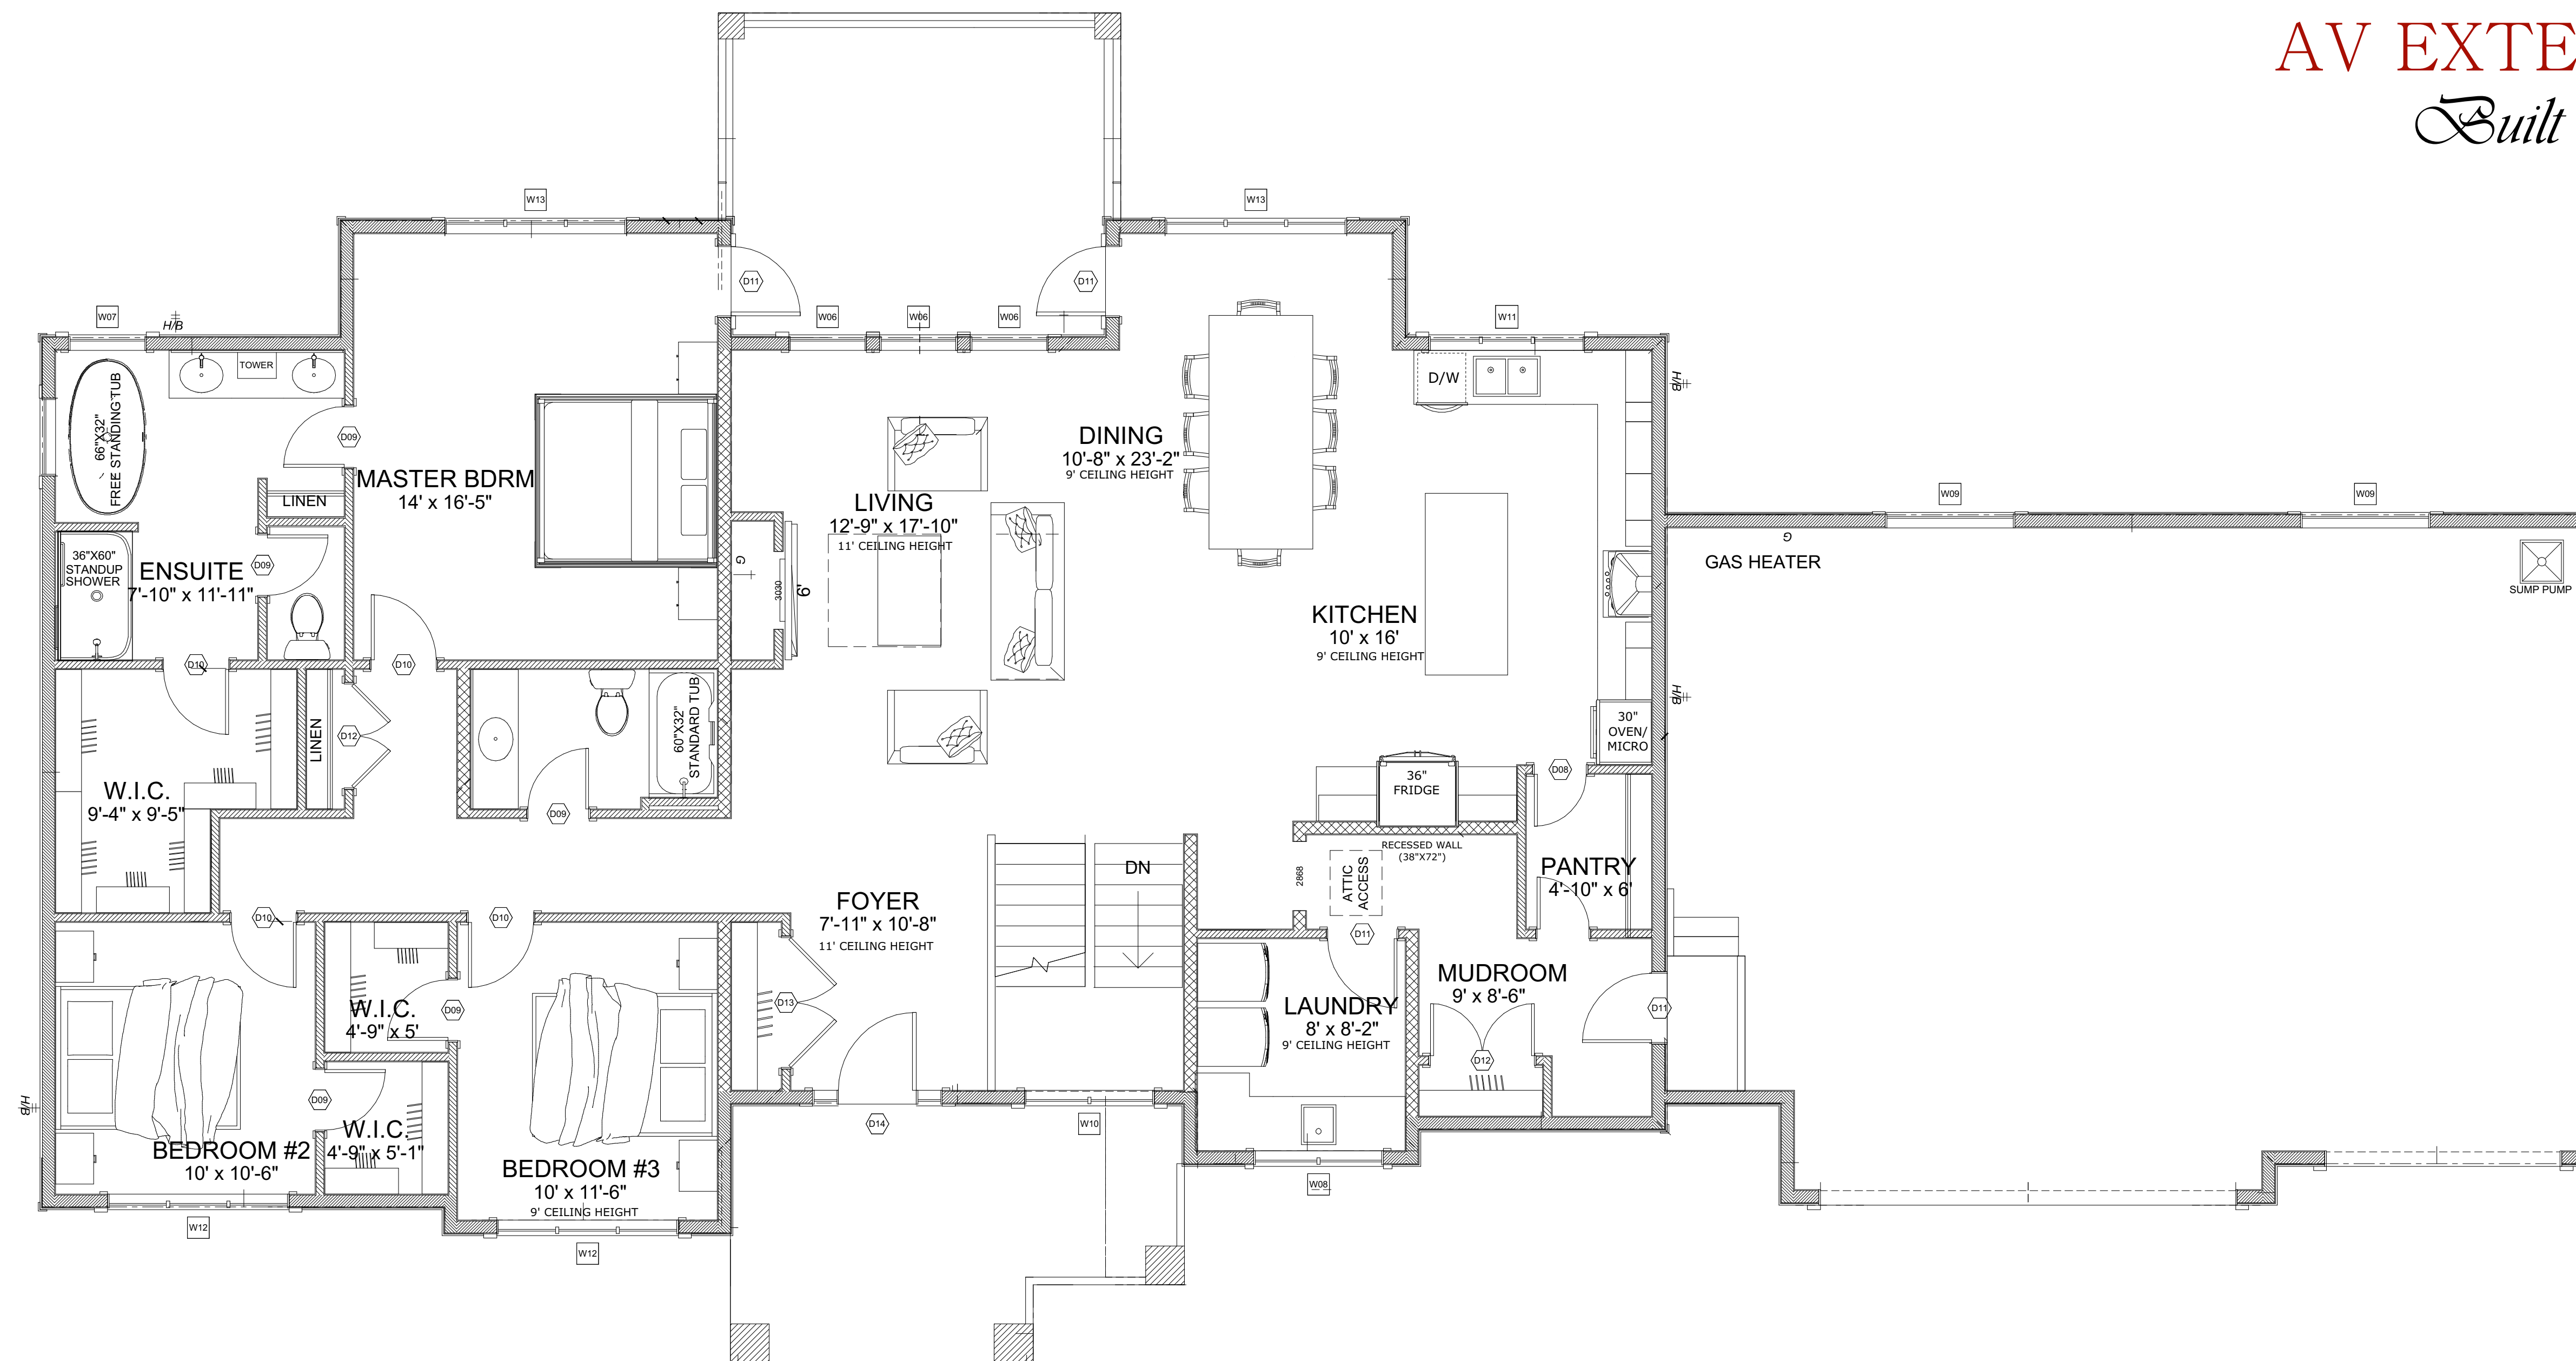 AV EXTE
Built
W13
W13
W07
H/B
D11
D11
W06
W06
W06
W11
TOWER
66"X32"
FREE STANDING TUB
D/W
H/B
D09
DINING
10'-8" x 23'-2"
9' CEILING HEIGHT
MASTER BDRM
14' x 16'-5"
LINEN
LIVING
12'-9" x 17'-10"
11' CEILING HEIGHT
W09
W09
G
GAS HEATER
SUMP PUMP
36"X60"
STANDUP
SHOWER
ENSUITE
7'-10" x 11'-11"
D09
G
3030
6'
KITCHEN
10' x 16'
9' CEILING HEIGHT
D10
D10
H/B
LINEN
D12
60"X32"
STANDARD TUB
30"
OVEN/
MICRO
W.I.C.
9'-4" x 9'-5"
D09
36"
FRIDGE
D08
RECESSED WALL
(38"X72")
2868
ATTIC
ACCESS
PANTRY
4'-10" x 6'
DN
FOYER
7'-11" x 10'-8"
11' CEILING HEIGHT
D10
D10
D11
W.I.C.
4'-9" x 5'
D09
D13
LAUNDRY
8' x 8'-2"
9' CEILING HEIGHT
MUDROOM
9' x 8'-6"
D11
D12
H/B
D09
W.I.C.
4'-9" x 5'-1"
BEDROOM #2
10' x 10'-6"
BEDROOM #3
10' x 11'-6"
9' CEILING HEIGHT
D14
W10
W08
W12
W12